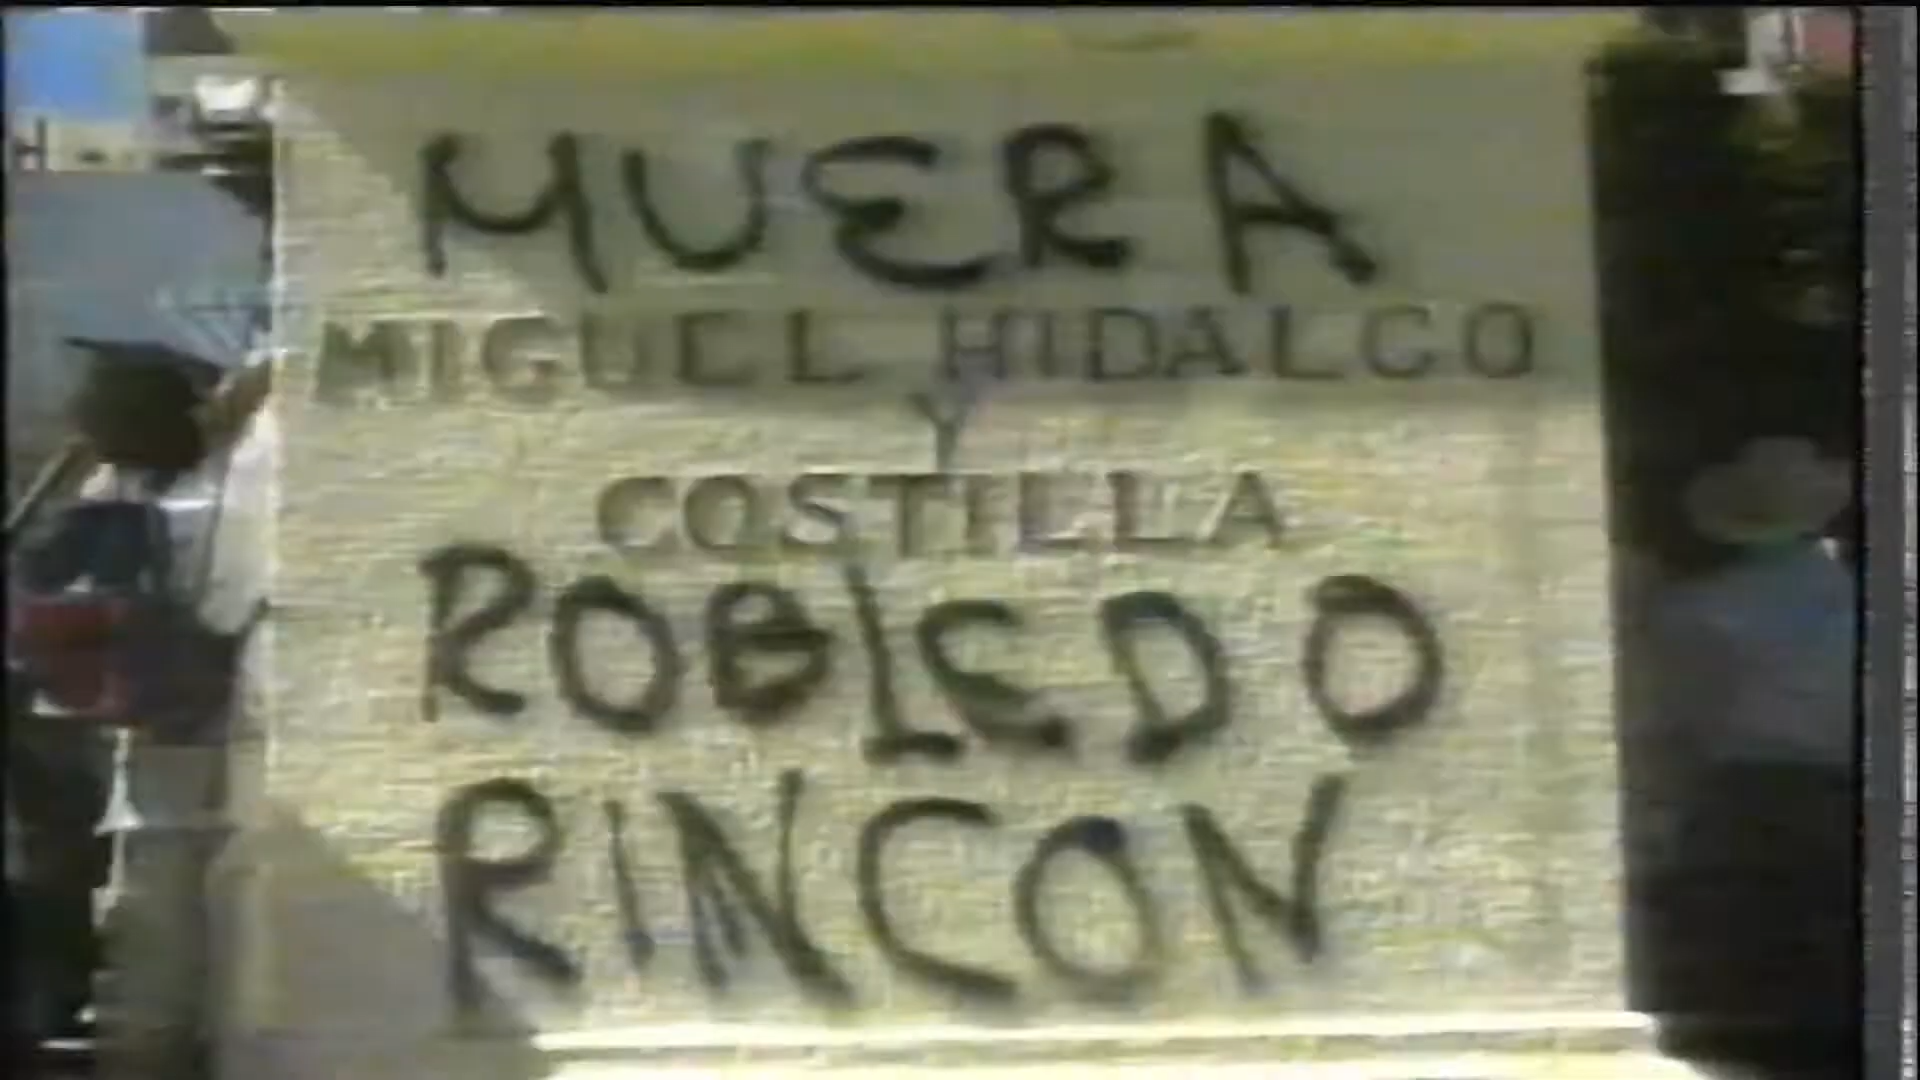 MUERA
MIGUEL HIDALGO
Y
COSTILLA
ROBLEDO
RINCON